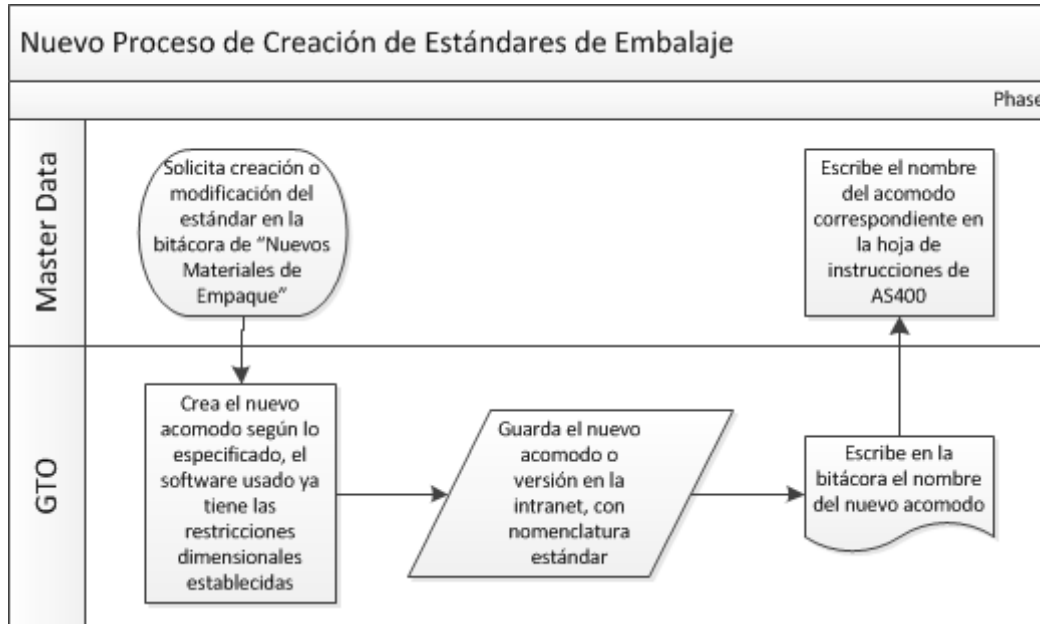 Nuevo Proceso de Creación de Estándares de Embalaje
Phase
Master Data
Solicita creación o
modificación del
estándar en la
bitácora de “Nuevos
Materiales de
Empaque”
Escribe el nombre
del acomodo
correspondiente en
la hoja de
instrucciones de
AS400
GTO
Crea el nuevo
acomodo según lo
especificado, el
software usado ya
tiene las
restricciones
dimensionales
establecidas
Guarda el nuevo
acomodo o
versión en la
intranet, con
nomenclatura
estándar
Escribe en la
bitácora el nombre
del nuevo acomodo